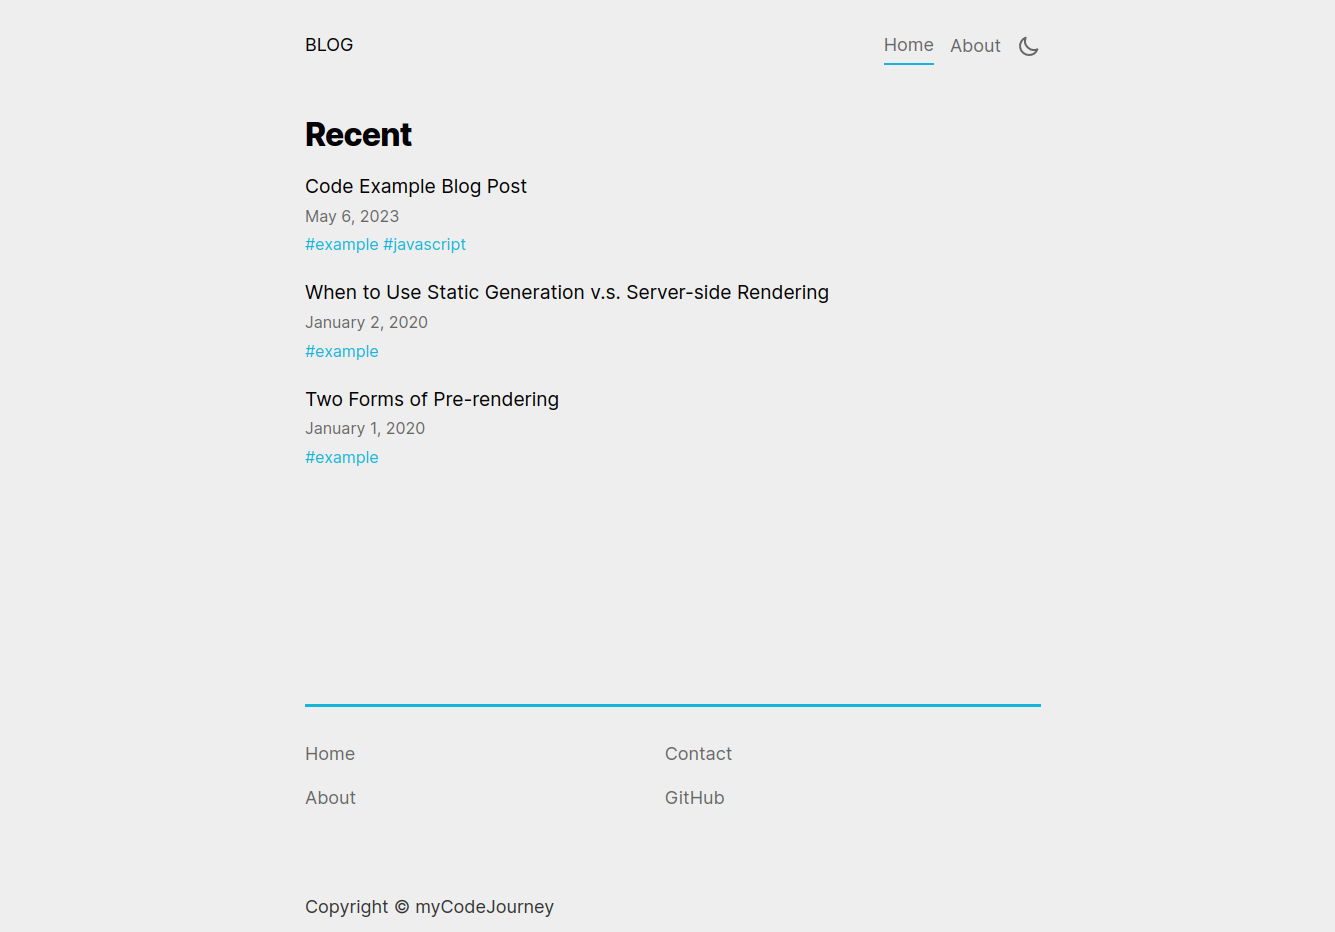 BLOG
Home About
Recent
Code Example Blog Post
May 6, 2023
#example #javascript
When to Use Static Generation v.s. Server-side Rendering
January 2, 2020
#example
Two Forms of Pre-rendering
January 1, 2020
#example
Home Contact
About GitHub
Copyright © myCodeJourney